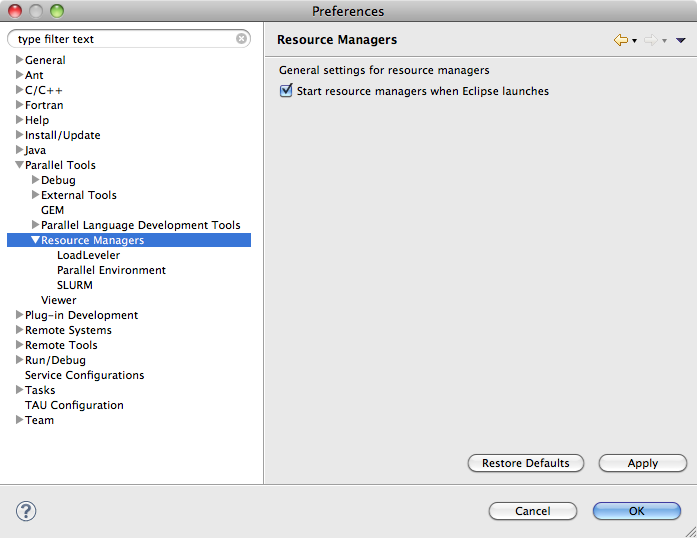 Preferences
type filter text
General
Ant
C/C++
Fortran
Help
Install/Update
Java
Parallel Tools
Debug
External Tools
GEM
Parallel Language Development Tools
Resource Managers
LoadLeveler
Parallel Environment
SLURM
Viewer
Plug-in Development
Remote Systems
Remote Tools
Run/Debug
Service Configurations
Tasks
TAU Configuration
Team
Resource Managers
General settings for resource managers
Start resource managers when Eclipse launches
Restore Defaults
Apply
?
Cancel
OK